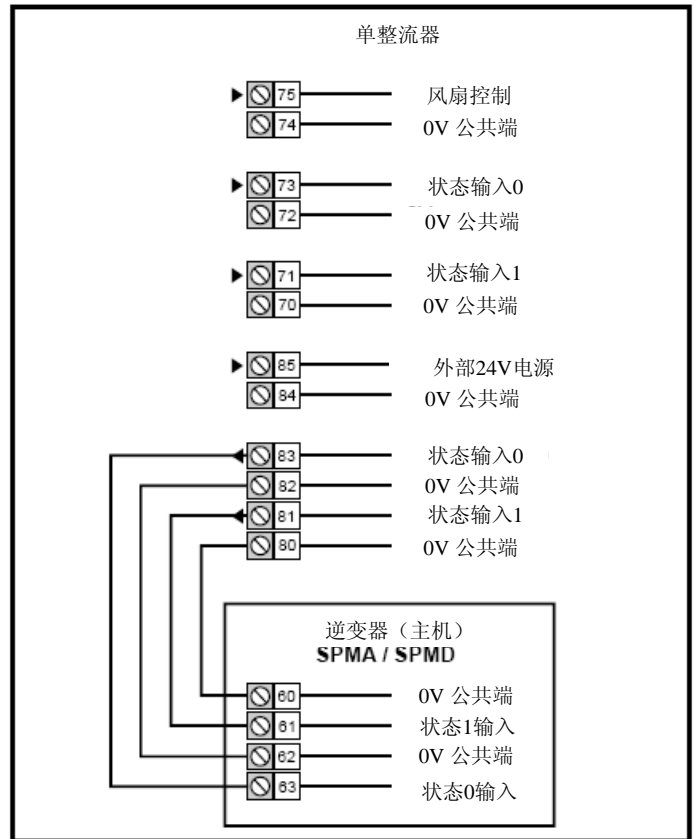 单整流器
75 风扇控制
74 0V 公共端
73 状态输入0
72 0V 公共端
71 状态输入1
70 0V 公共端
85 外部24V电源
84 0V 公共端
83 状态输入0
82 0V 公共端
81 状态输入1
80 0V 公共端
逆变器（主机）
SPMA / SPMD
60 0V 公共端
61 状态1输入
62 0V 公共端
63 状态0输入